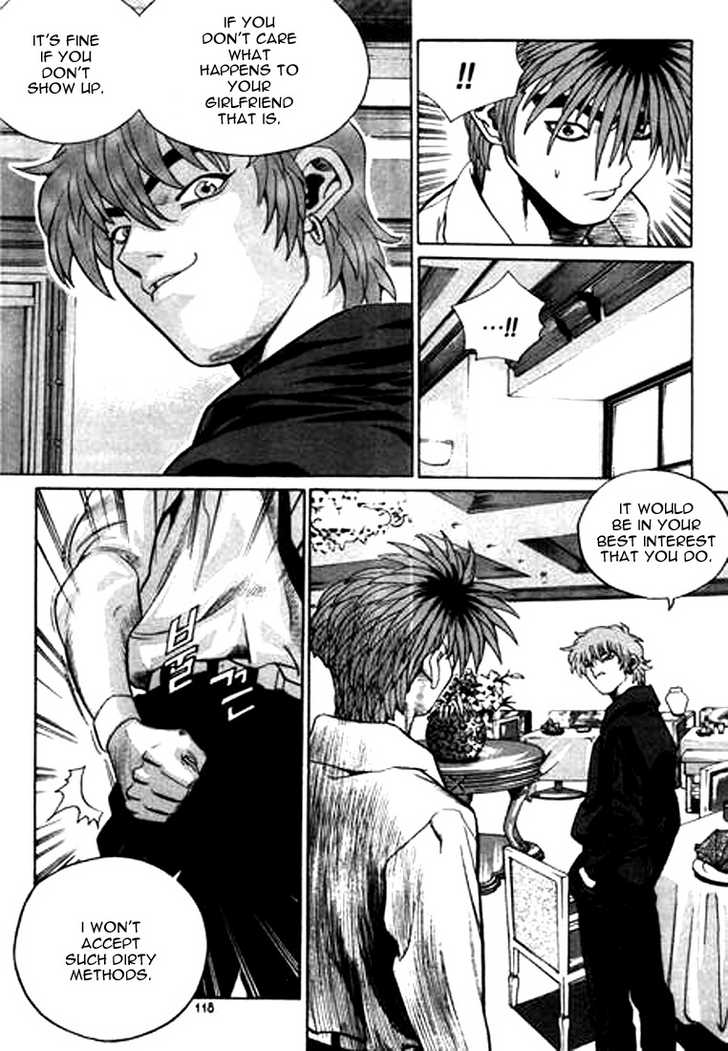 IT'S FINE
IF YOU
DON'T
SHOW UP.
IF YOU
DON'T CARE
WHAT
HAPPENS TO
YOUR
GIRLFRIEND
THAT IS.
!!
...!!
불끈
I WON'T
ACCEPT
SUCH DIRTY
METHODS.
IT WOULD
BE IN YOUR
BEST INTEREST
THAT YOU DO.
118